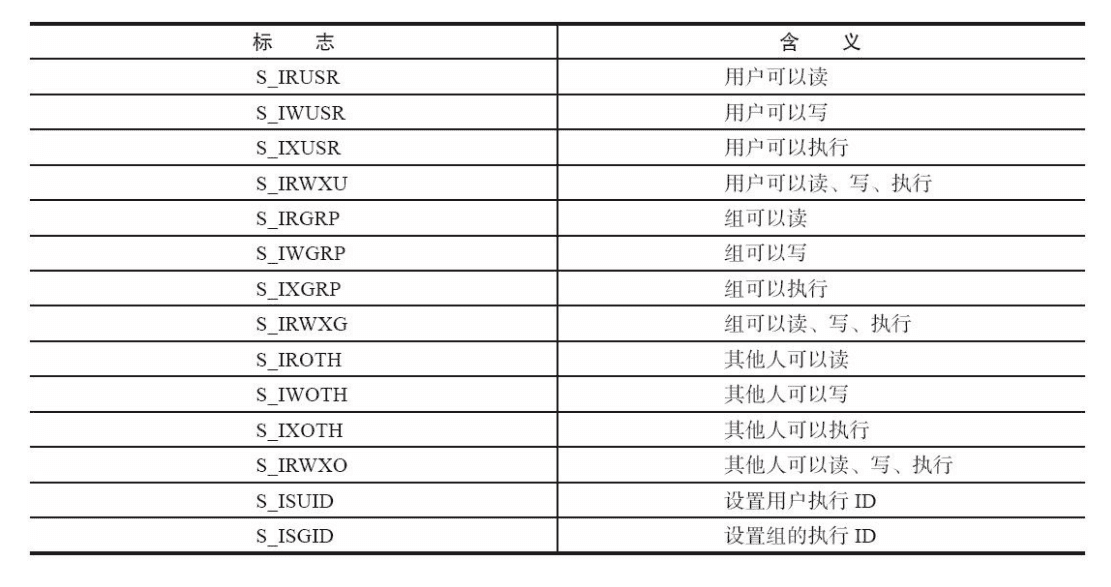 标 志 含 义
S_IRUSR 用户可以读
S_IWUSR 用户可以写
S_IXUSR 用户可以执行
S_IRWXU 用户可以读、写、执行
S_IRGRP 组可以读
S_IWGRP 组可以写
S_IXGRP 组可以执行
S_IRWXG 组可以读、写、执行
S_IROTH 其他人可以读
S_IWOTH 其他人可以写
S_IXOTH 其他人可以执行
S_IRWXO 其他人可以读、写、执行
S_ISUID 设置用户执行 ID
S_ISGID 设置组的执行 ID